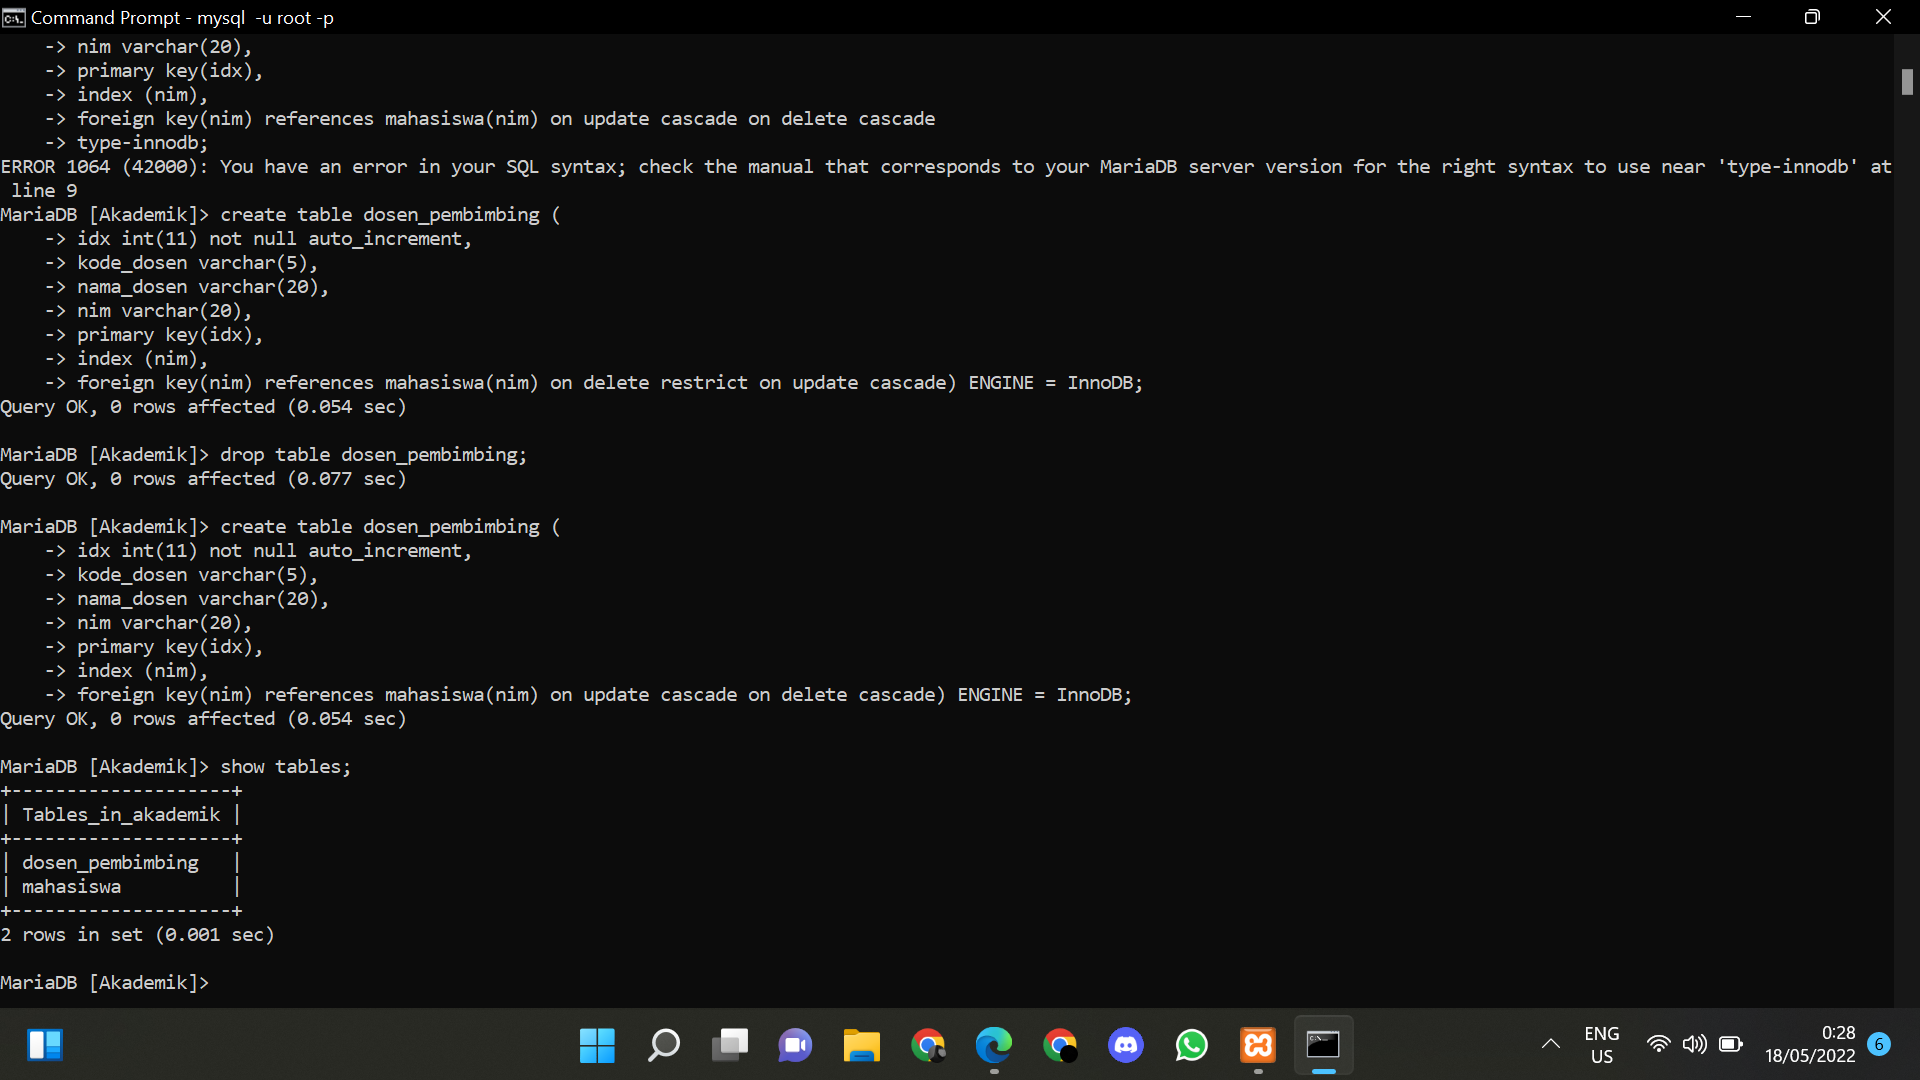 Command Prompt - mysql  -u root -p
    -> nim varchar(20),
    -> primary key(idx),
    -> index (nim),
    -> foreign key(nim) references mahasiswa(nim) on update cascade on delete cascade
    -> type-innodb;
ERROR 1064 (42000): You have an error in your SQL syntax; check the manual that corresponds to your MariaDB server version for the right syntax to use near 'type-innodb' at
 line 9
MariaDB [Akademik]> create table dosen_pembimbing (
    -> idx int(11) not null auto_increment,
    -> kode_dosen varchar(5),
    -> nama_dosen varchar(20),
    -> nim varchar(20),
    -> primary key(idx),
    -> index (nim),
    -> foreign key(nim) references mahasiswa(nim) on delete restrict on update cascade) ENGINE = InnoDB;
Query OK, 0 rows affected (0.054 sec)

MariaDB [Akademik]> drop table dosen_pembimbing;
Query OK, 0 rows affected (0.077 sec)

MariaDB [Akademik]> create table dosen_pembimbing (
    -> idx int(11) not null auto_increment,
    -> kode_dosen varchar(5),
    -> nama_dosen varchar(20),
    -> nim varchar(20),
    -> primary key(idx),
    -> index (nim),
    -> foreign key(nim) references mahasiswa(nim) on update cascade on delete cascade) ENGINE = InnoDB;
Query OK, 0 rows affected (0.054 sec)

MariaDB [Akademik]> show tables;
+--------------------+
| Tables_in_akademik |
+--------------------+
| dosen_pembimbing   |
| mahasiswa          |
+--------------------+
2 rows in set (0.001 sec)

MariaDB [Akademik]>
ENG
US
0:28
18/05/2022
6